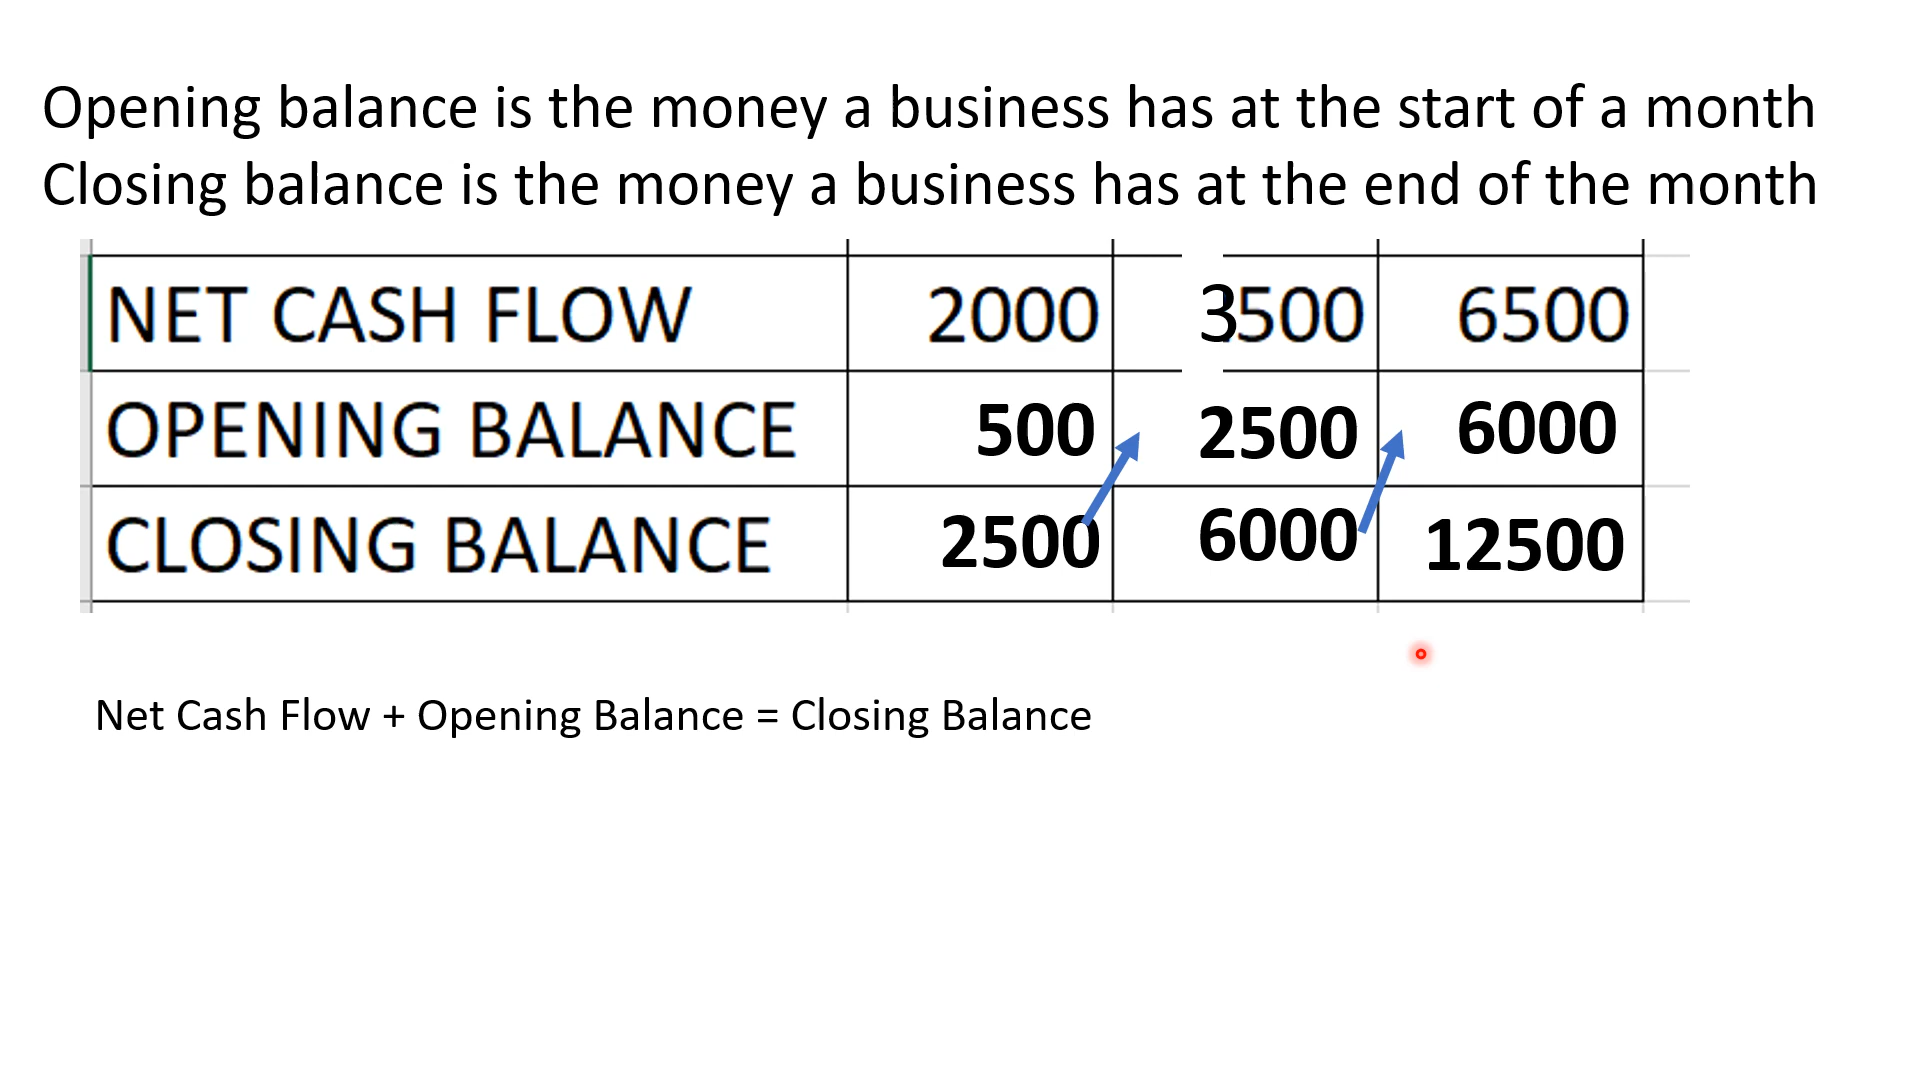 Opening balance is the money a business has at the start of a month
Closing balance is the money a business has at the end of the month
NET CASH FLOW 2000 3500 6500
OPENING BALANCE 500 2500 6000
CLOSING BALANCE 2500 6000 12500
Net Cash Flow + Opening Balance = Closing Balance